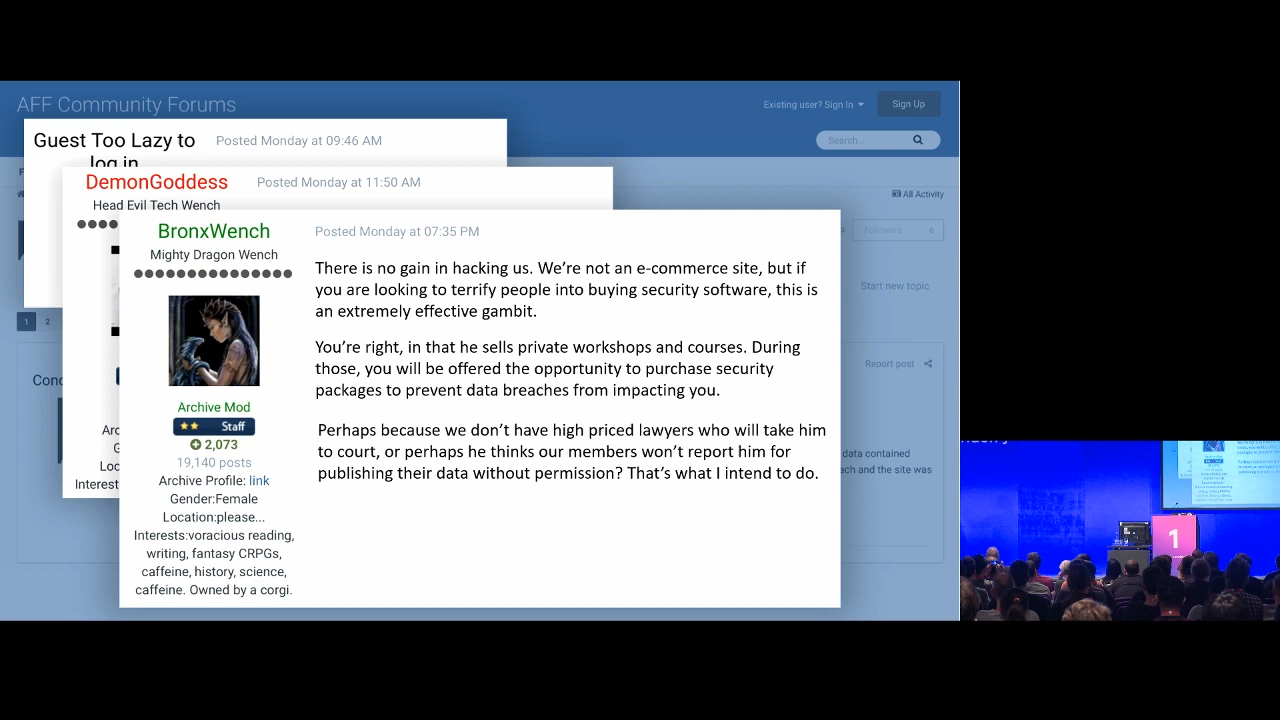 AFF Community Forums
Existing user? Sign In
Sign Up
Search...
All Activity
Guest Too Lazy to
log in
Posted Monday at 09:46 AM
DemonGoddess
Posted Monday at 11:50 AM
Head Evil Tech Wench
BronxWench
Posted Monday at 07:35 PM
Mighty Dragon Wench
There is no gain in hacking us. We're not an e-commerce site, but if
you are looking to terrify people into buying security software, this is
an extremely effective gambit.
You're right, in that he sells private workshops and courses. During
those, you will be offered the opportunity to purchase security
packages to prevent data breaches from impacting you.
Perhaps because we don't have high priced lawyers who will take him
to court, or perhaps he thinks our members won't report him for
publishing their data without permission? That's what I intend to do.
Archive Mod
Staff
2,073
19,140 posts
Archive Profile: link
Gender:Female
Location:please...
Interests:voracious reading,
writing, fantasy CRPGs,
caffeine, history, science,
caffeine. Owned by a corgi.
Followers 6
Start new topic
1 2
Report post
Conc
Arc
G
Loc
Interest
data contained
ach and the site was
1